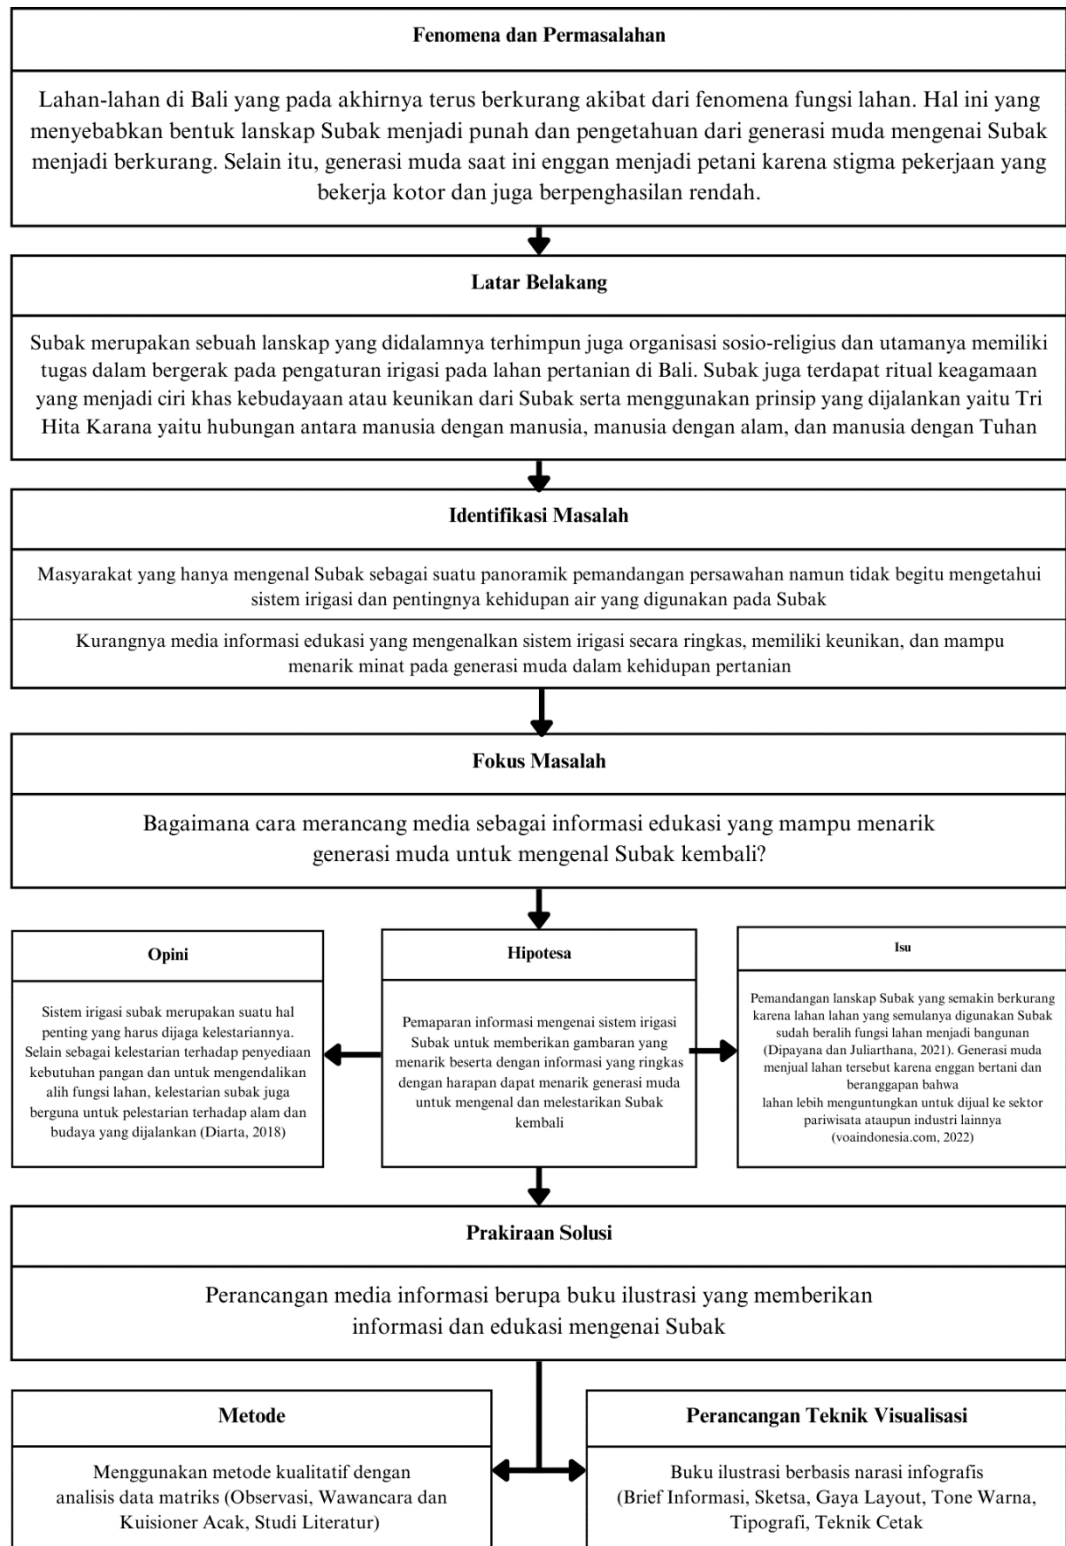 Fenomena dan Permasalahan
Lahan-lahan di Bali yang pada akhirnya terus berkurang akibat dari fenomena fungsi lahan. Hal ini yang
menyebabkan bentuk lanskap Subak menjadi punah dan pengetahuan dari generasi muda mengenai Subak
menjadi berkurang. Selain itu, generasi muda saat ini enggan menjadi petani karena stigma pekerjaan yang
bekerja kotor dan juga berpenghasilan rendah.
Latar Belakang
Subak merupakan sebuah lanskap yang didalamnya terhimpun juga organisasi sosio-religius dan utamanya memiliki
tugas dalam bergerak pada pengaturan irigasi pada lahan pertanian di Bali. Subak juga terdapat ritual keagamaan
yang menjadi ciri khas kebudayaan atau keunikan dari Subak serta menggunakan prinsip yang dijalankan yaitu Tri
Hita Karana yaitu hubungan antara manusia dengan manusia, manusia dengan alam, dan manusia dengan Tuhan
Identifikasi Masalah
Masyarakat yang hanya mengenal Subak sebagai suatu panoramik pemandangan persawahan namun tidak begitu mengetahui
sistem irigasi dan pentingnya kehidupan air yang digunakan pada Subak
Kurangnya media informasi edukasi yang mengenalkan sistem irigasi secara ringkas, memiliki keunikan, dan mampu
menarik minat pada generasi muda dalam kehidupan pertanian
Fokus Masalah
Bagaimana cara merancang media sebagai informasi edukasi yang mampu menarik
generasi muda untuk mengenal Subak kembali?
Opini
Sistem irigasi subak merupakan suatu hal
penting yang harus dijaga kelestariannya.
Selain sebagai kelestarian terhadap penyediaan
kebutuhan pangan dan untuk mengendalikan
alih fungsi lahan, kelestarian subak juga
berguna untuk pelestarian terhadap alam dan
budaya yang dijalankan (Diarta, 2018)
Hipotesa
Pemaparan informasi mengenai sistem irigasi
Subak untuk memberikan gambaran yang
menarik beserta dengan informasi yang ringkas
dengan harapan dapat menarik generasi muda
untuk mengenal dan melestarikan Subak
kembali
Isu
Pemandangan lanskap Subak yang semakin berkurang
karena lahan lahan yang semulanya digunakan Subak
sudah beralih fungsi lahan menjadi bangunan
(Dipayana dan Juliarthana, 2021). Generasi muda
menjual lahan tersebut karena enggan bertani dan
beranggapan bahwa
lahan lebih menguntungkan untuk dijual ke sektor
pariwisata ataupun industri lainnya
(voaindonesia.com, 2022)
Prakiraan Solusi
Perancangan media informasi berupa buku ilustrasi yang memberikan
informasi dan edukasi mengenai Subak
Metode
Menggunakan metode kualitatif dengan
analisis data matriks (Observasi, Wawancara dan
Kuisioner Acak, Studi Literatur)
Perancangan Teknik Visualisasi
Buku ilustrasi berbasis narasi infografis
(Brief Informasi, Sketsa, Gaya Layout, Tone Warna,
Tipografi, Teknik Cetak